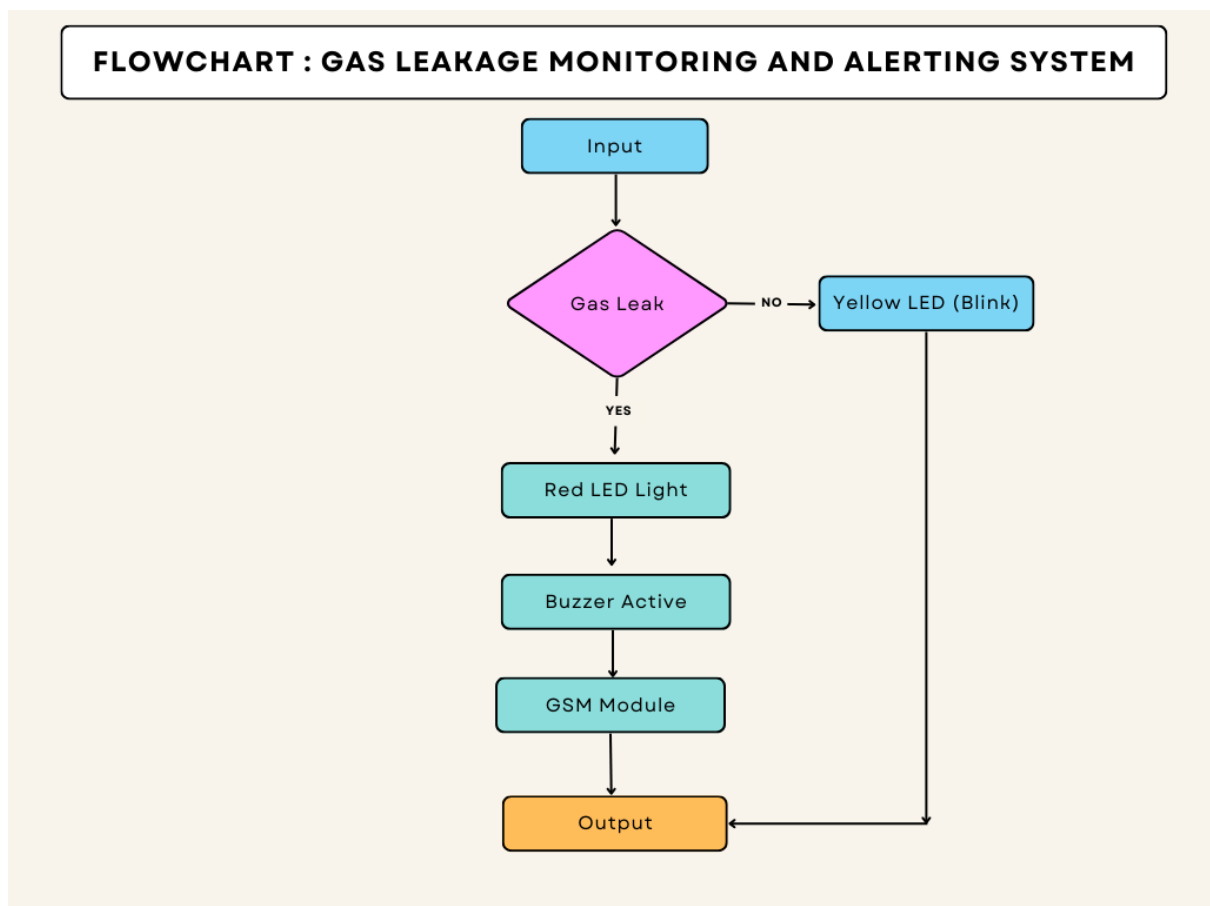 FLOWCHART : GAS LEAKAGE MONITORING AND ALERTING SYSTEM
Input
Gas Leak
NO
Yellow LED (Blink)
YES
Red LED Light
Buzzer Active
GSM Module
Output